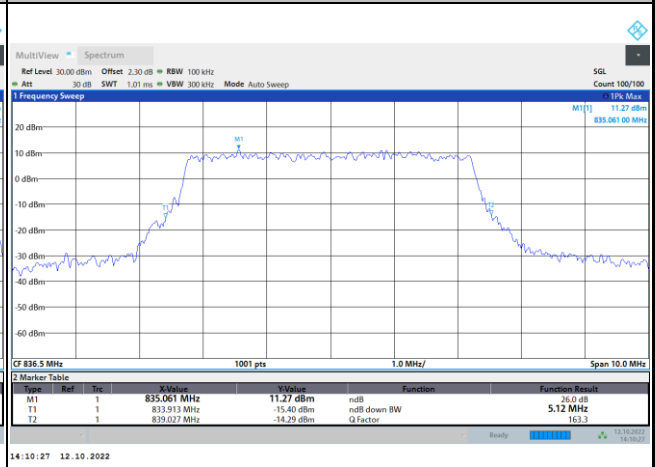 MultiView Spectrum
Ref Level 30.00 dBm Offset 2.30 dB RBW 100 kHz SGL
Att 30 dB SWT 1.01 ms VBW 300 kHz Mode Auto Sweep Count 100/100
1 Frequency Sweep 1Pk Max
M1[1] 11.27 dBm
835.061 00 MHz
20 dBm
M1
10 dBm
0 dBm
-10 dBm
T1 T2
-20 dBm
-30 dBm
-40 dBm
-50 dBm
-60 dBm
CF 836.5 MHz 1001 pts 1.0 MHz/ Span 10.0 MHz
2 Marker Table
Type Ref Trc X-Value Y-Value Function Function Result
M1 1 835.061 MHz 11.27 dBm ndB 26.0 dB
T1 1 833.913 MHz -15.40 dBm ndB down BW 5.12 MHz
T2 1 839.027 MHz -14.29 dBm Q Factor 163.3
Ready 12.10.2022
14:10:27
14:10:27 12.10.2022